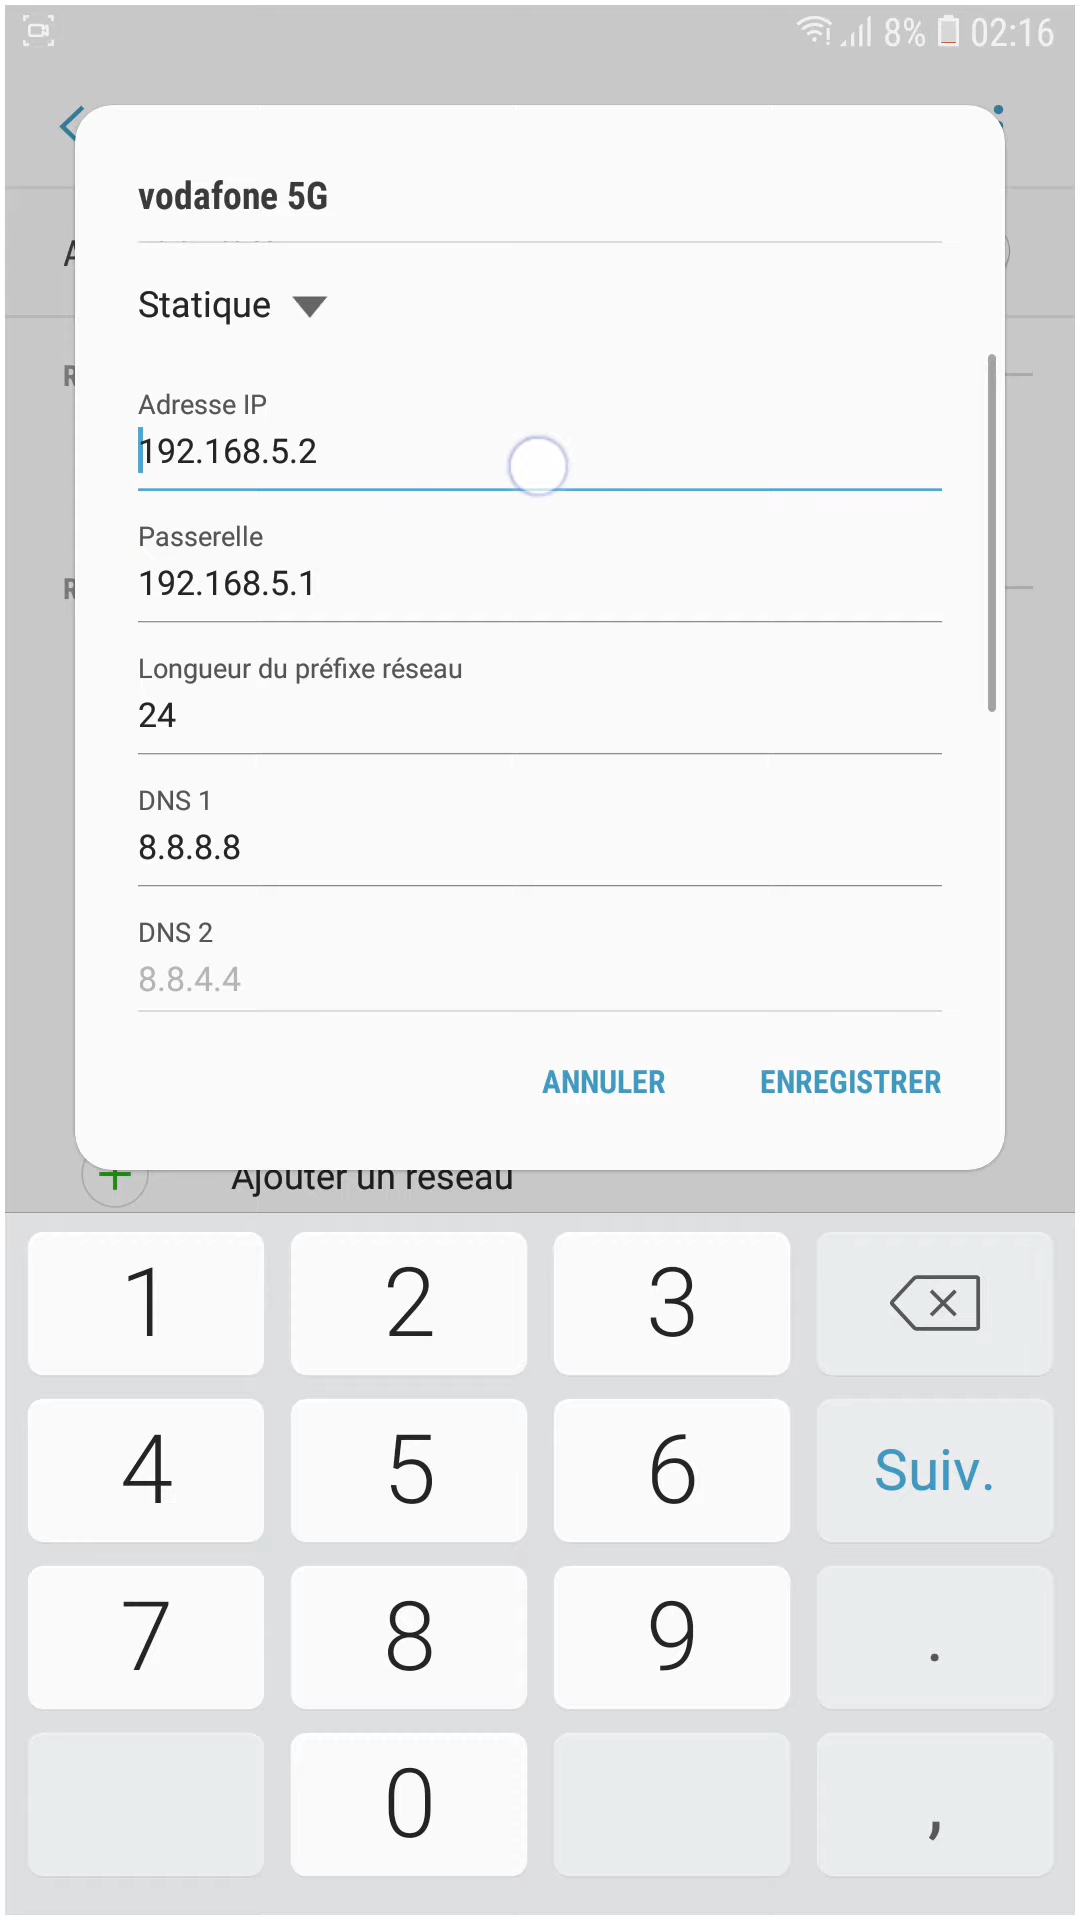 8% 02:16
vodafone 5G
Statique
Adresse IP
192.168.5.2
Passerelle
192.168.5.1
Longueur du préfixe réseau
24
DNS 1
8.8.8.8
DNS 2
8.8.4.4
ANNULER ENREGISTRER
Ajouter un réseau
1 2 3
4 5 6 Suiv.
7 8 9 .
0 ,